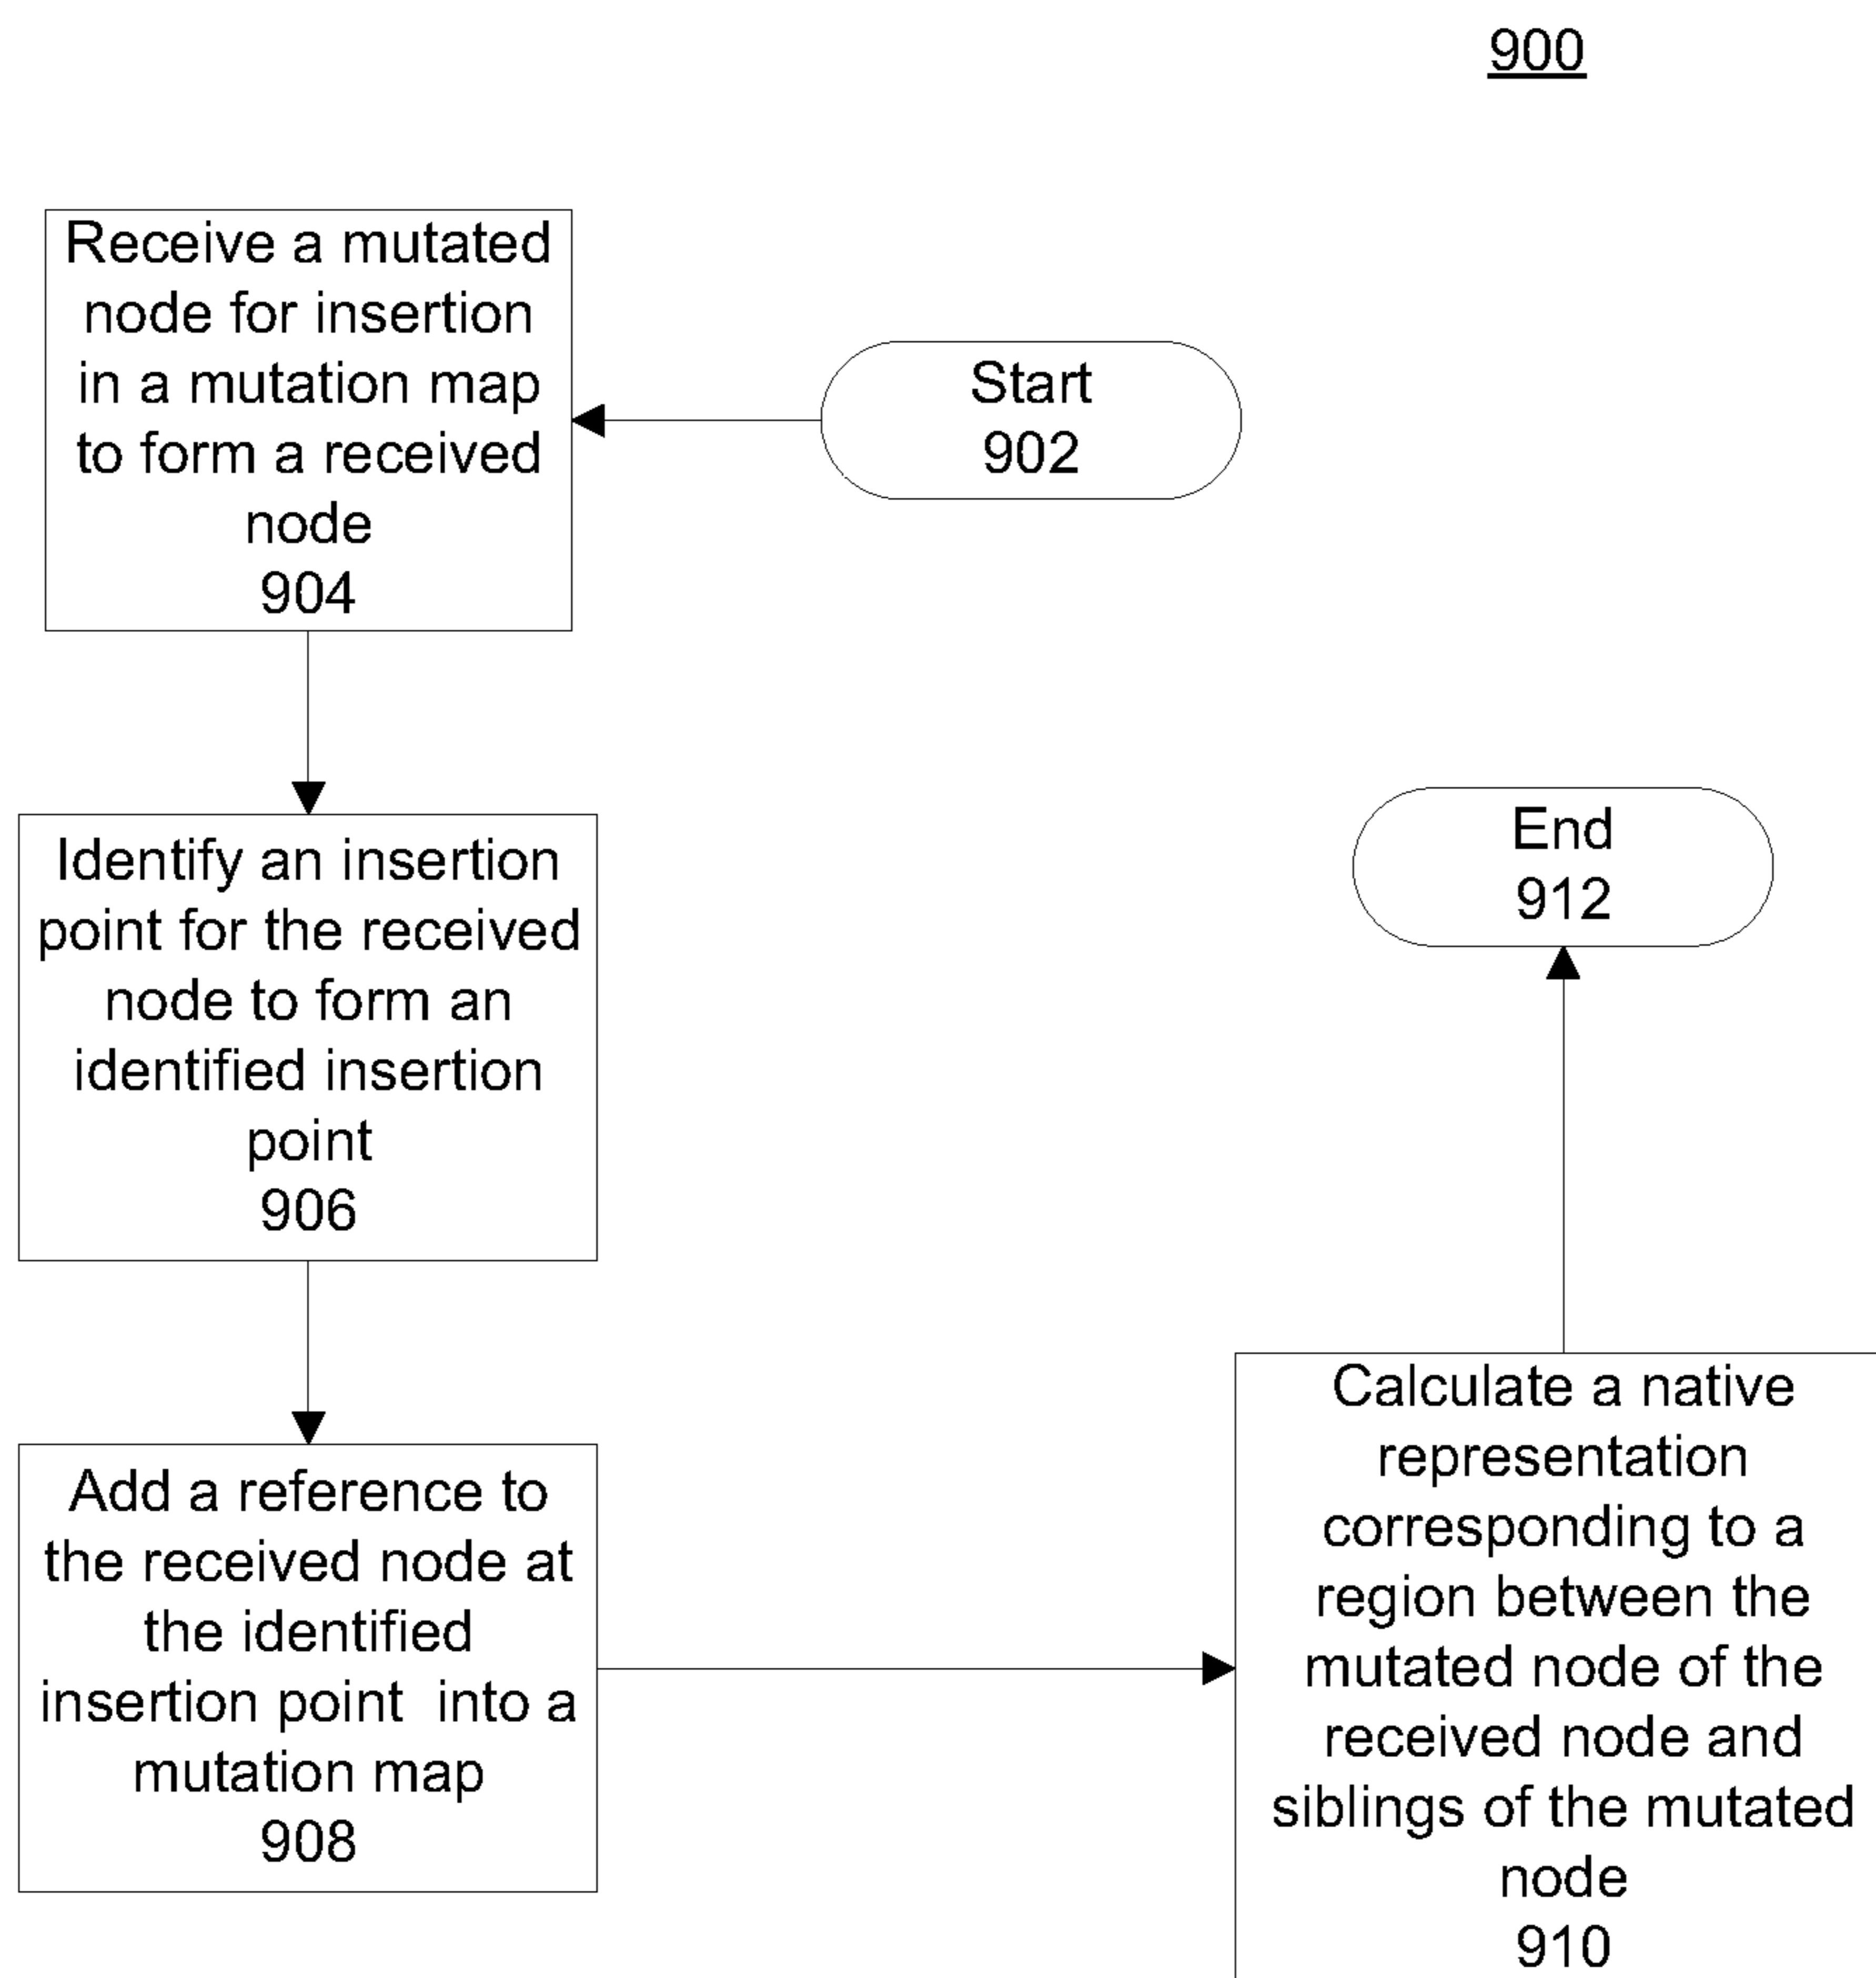 900
Start
902
Receive a mutated
node for insertion
in a mutation map
to form a received
node
904
Identify an insertion
point for the received
node to form an
identified insertion
point
906
Add a reference to
the received node at
the identified
insertion point into a
mutation map
908
Calculate a native
representation
corresponding to a
region between the
mutated node of the
received node and
siblings of the mutated
node
910
End
912